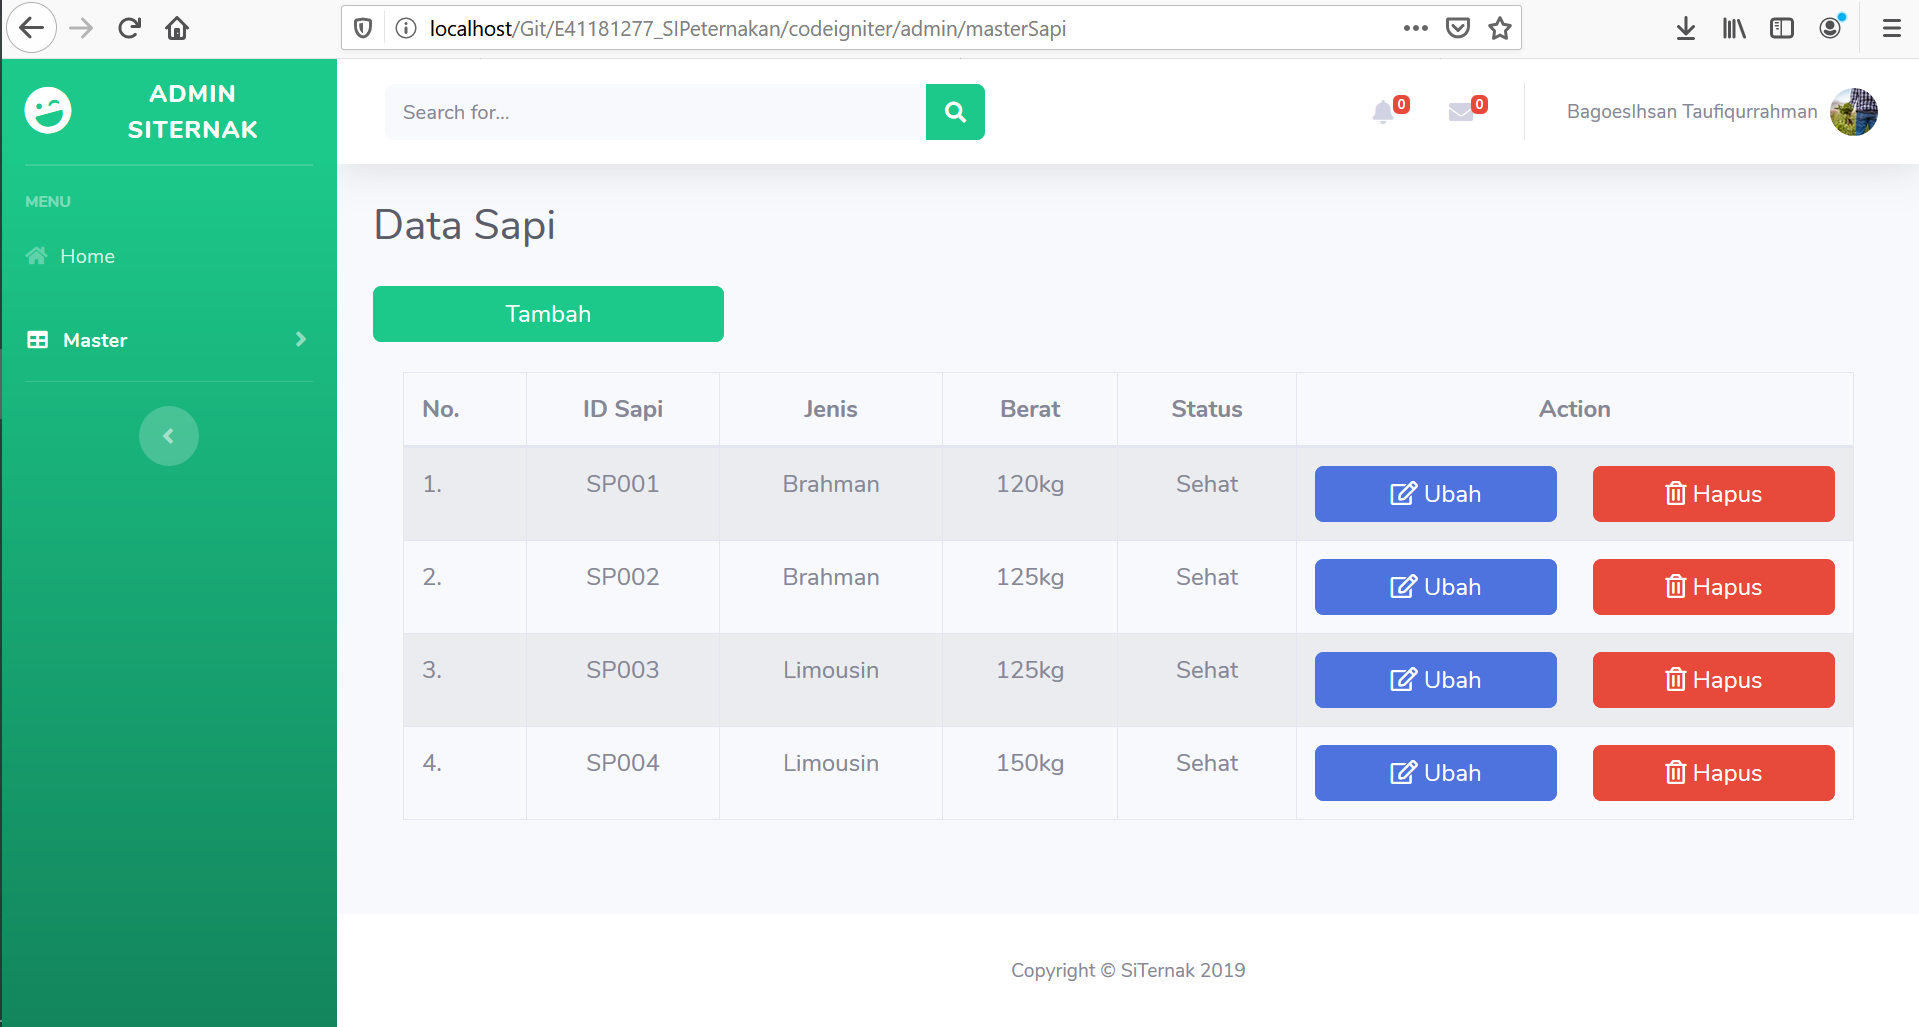 localhost/Git/E41181277_SIPeternakan/codeigniter/admin/masterSapi
ADMIN
SITERNAK
Search for...
0
0
BagoesIhsan Taufiqurrahman
MENU
Home
Master
Data Sapi
Tambah
No. ID Sapi Jenis Berat Status Action
1. SP001 Brahman 120kg Sehat Ubah Hapus
2. SP002 Brahman 125kg Sehat Ubah Hapus
3. SP003 Limousin 125kg Sehat Ubah Hapus
4. SP004 Limousin 150kg Sehat Ubah Hapus
Copyright © SiTernak 2019